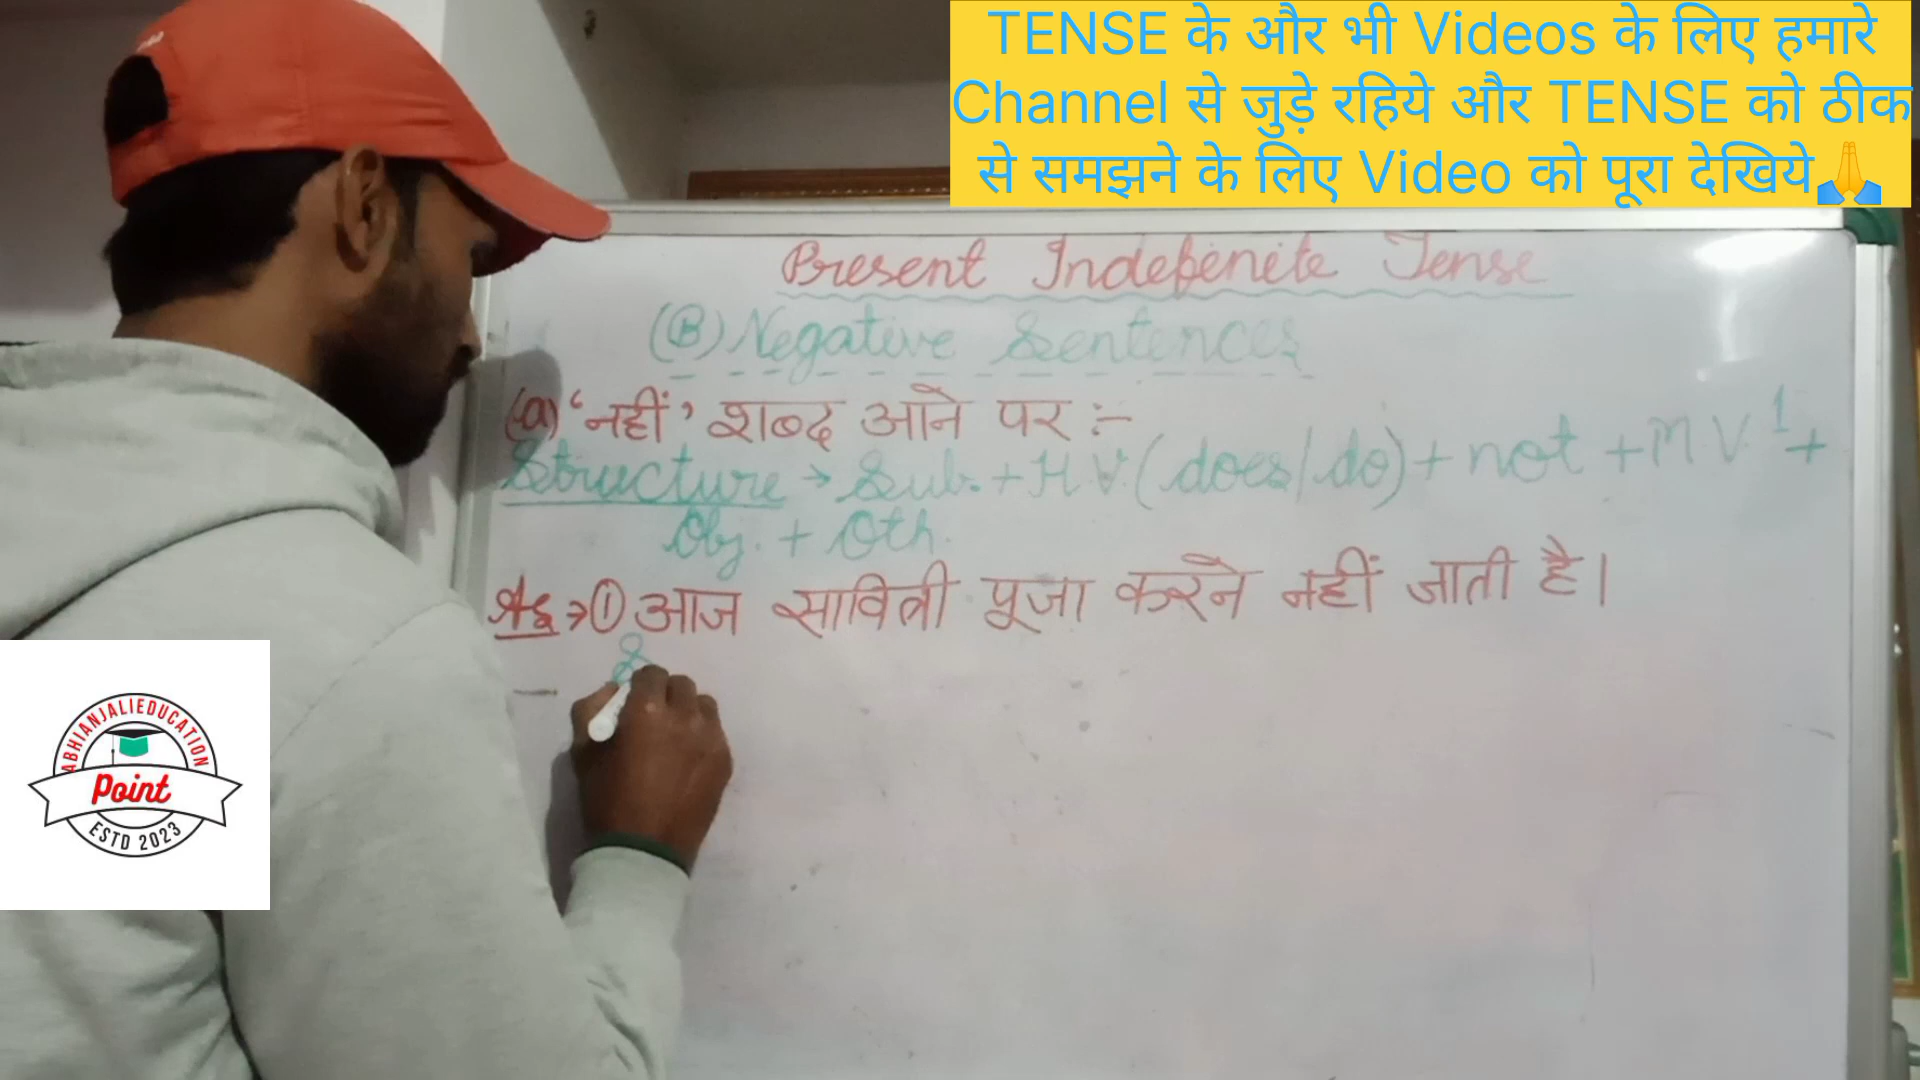 TENSE के और भी Videos के लिए हमारे
Channel से जुड़े रहिये और TENSE को ठीक
से समझने के लिए Video को पूरा देखिये🙏
Present Indefenite Tense
(B) Negative Sentences
(a) 'नहीं' शब्द आने पर :-
Structure → Sub. + H.V. (does/do) + not + M.V.¹ +
Obj. + Oth.
As → ① आज सावित्री पूजा करने नहीं जाती है।
S
ABHIANJALIEDUCATION
Point
ESTD 2023